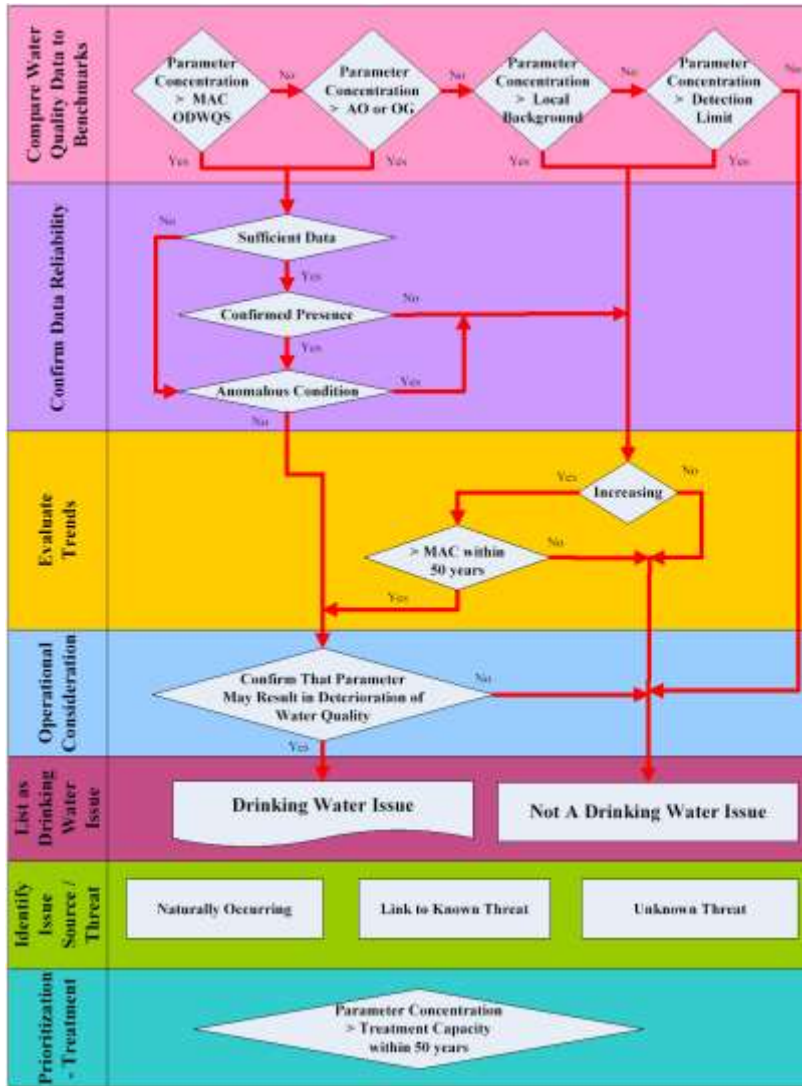 Compare Water
Quality Data to
Benchmarks
Parameter
Concentration
> MAC
ODWQS
No
Parameter
Concentration
> AO or OG
No
Parameter
Concentration
> Local
Background
No
Parameter
Concentration
> Detection
Limit
No
Yes
Yes
Yes
Yes
Confirm Data Reliability
No
Sufficient Data
Yes
Confirmed Presence
No
Yes
Anomalous Condition
Yes
No
Evaluate
Trends
Yes
Increasing
No
> MAC within
50 years
No
Yes
Operational
Consideration
Confirm That Parameter
May Result in Deterioration of
Water Quality
No
Yes
List as
Drinking
Water
Issue
Drinking Water Issue
Not A Drinking Water Issue
Identify
Issue
Source /
Threat
Naturally Occurring
Link to Known Threat
Unknown Threat
Prioritization
- Treatment
Parameter Concentration
> Treatment Capacity
within 50 years